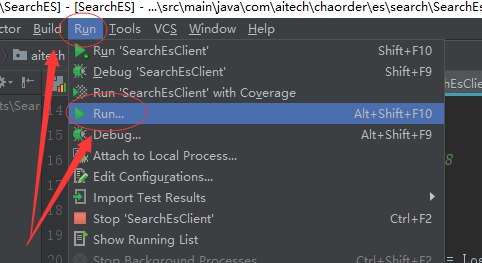 SearchES] - [SearchES] - ...\src\main\java\com\aitech\chaorder\es\search\SearchEs
ctor Build Run Tools VCS Window Help
aitech
Run 'SearchEsClient' Shift+F10
Debug 'SearchEsClient' Shift+F9
Run 'SearchEsClient' with Coverage
Run... Alt+Shift+F10
Debug... Alt+Shift+F9
Attach to Local Process...
Edit Configurations...
Import Test Results
Stop 'SearchEsClient' Ctrl+F2
Show Running List
Stop Background Processes... Ctrl+Shift+F2
hEsClie
ts\Sear
14
15
16
17
18
19
20
8
= Log